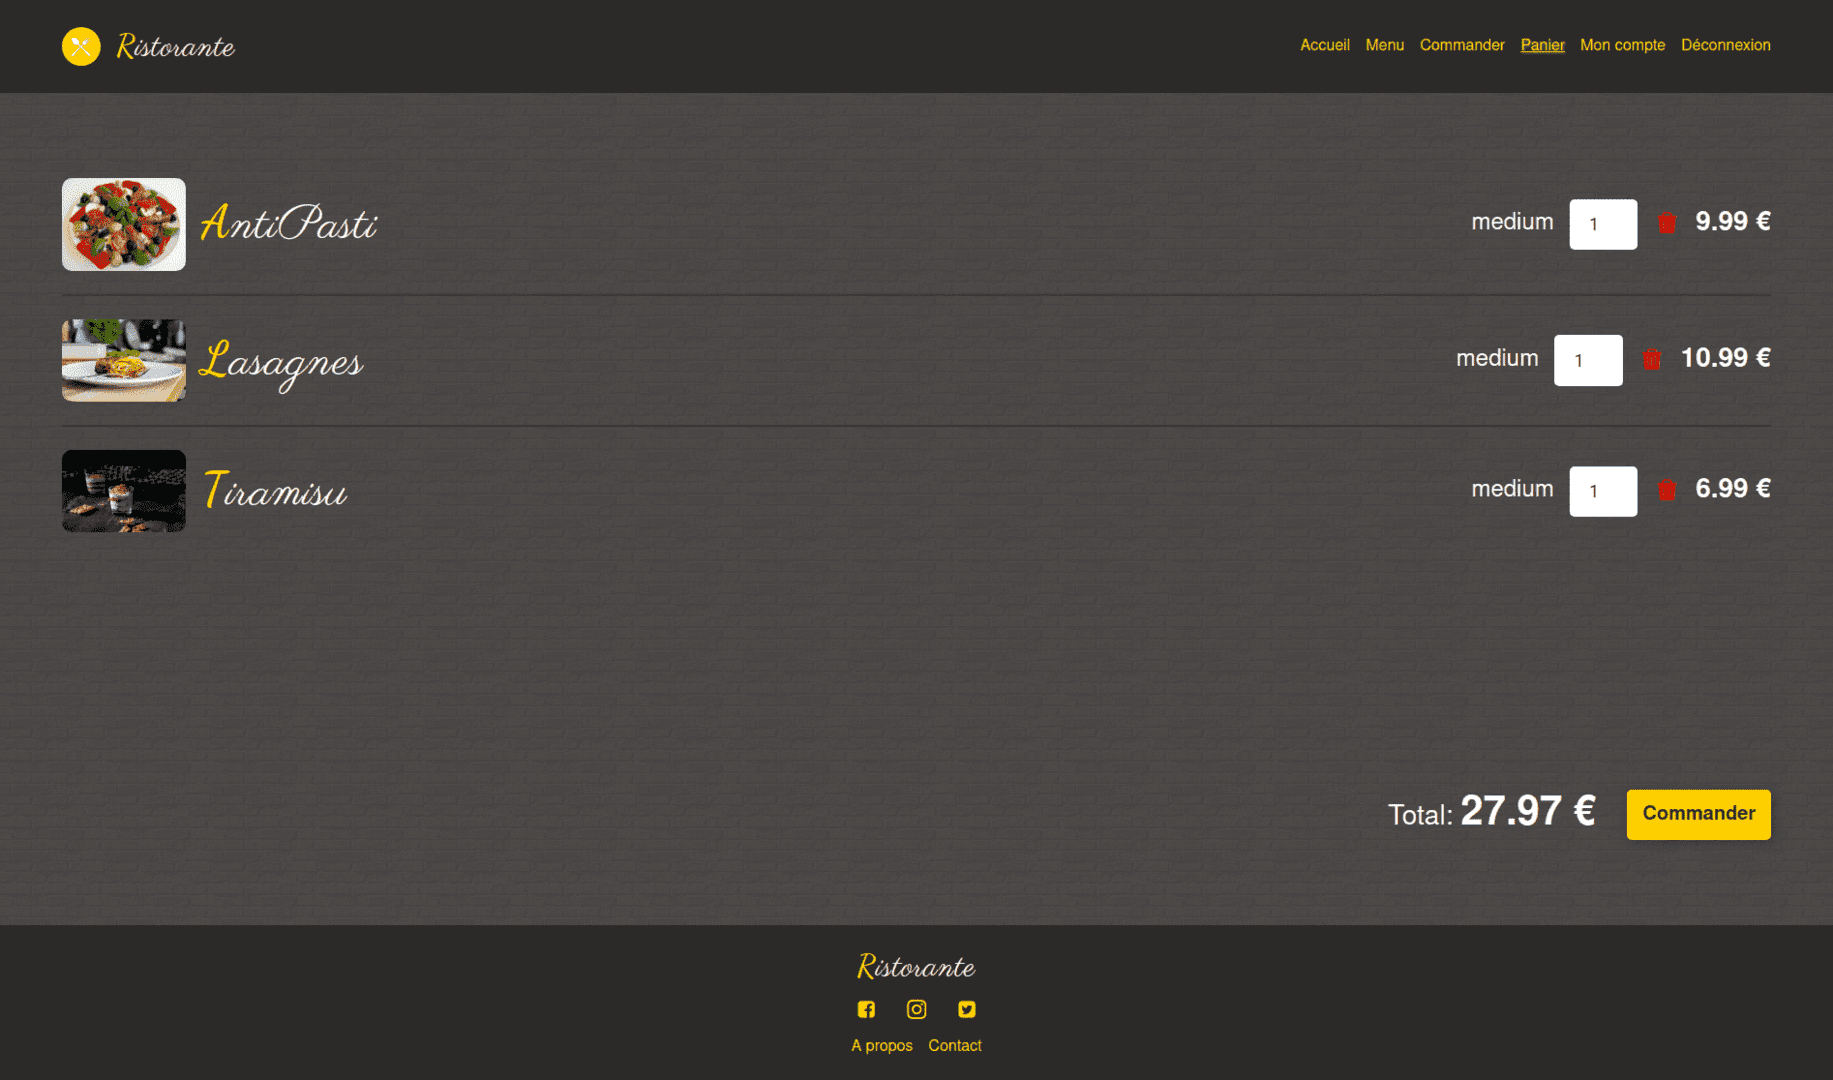 Ristorante
Accueil Menu Commander Panier Mon compte Déconnexion
AntiPasti medium 1 9.99 €
Lasagnes medium 1 10.99 €
Tiramisu medium 1 6.99 €
Total: 27.97 € Commander
Ristorante
A propos Contact